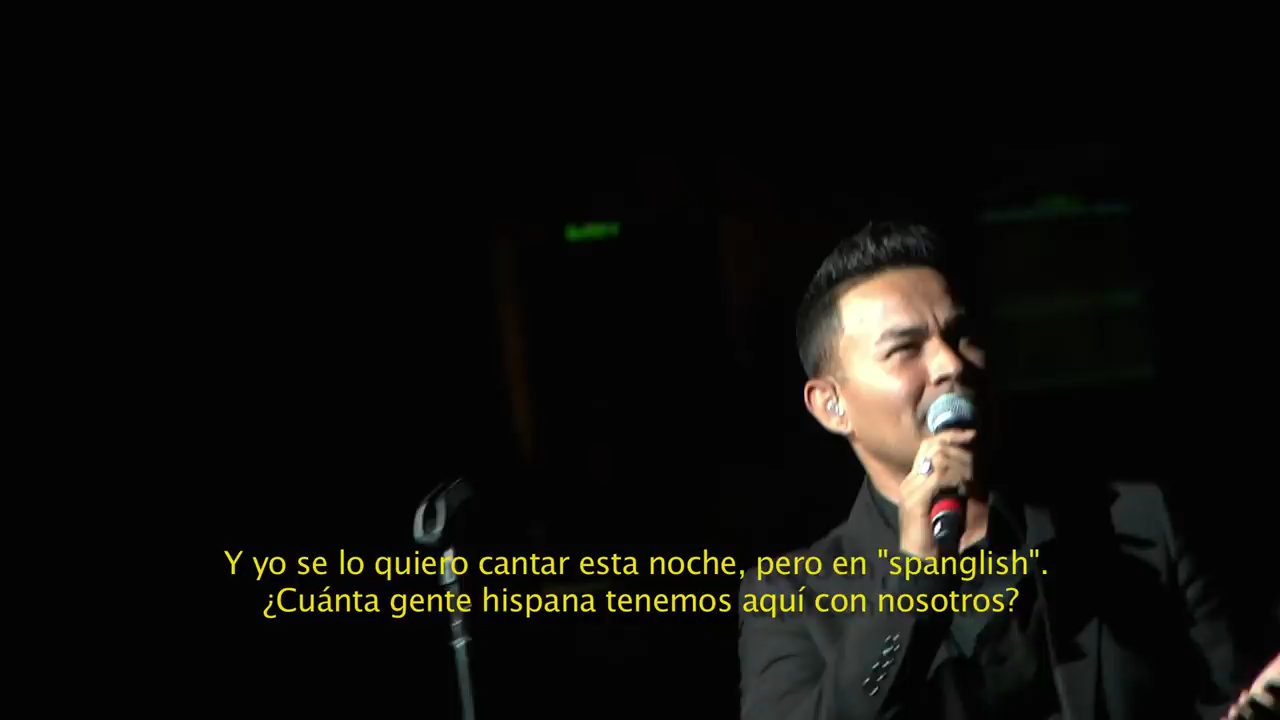 Y yo se lo quiero cantar esta noche, pero en "spanglish".
¿Cuánta gente hispana tenemos aquí con nosotros?